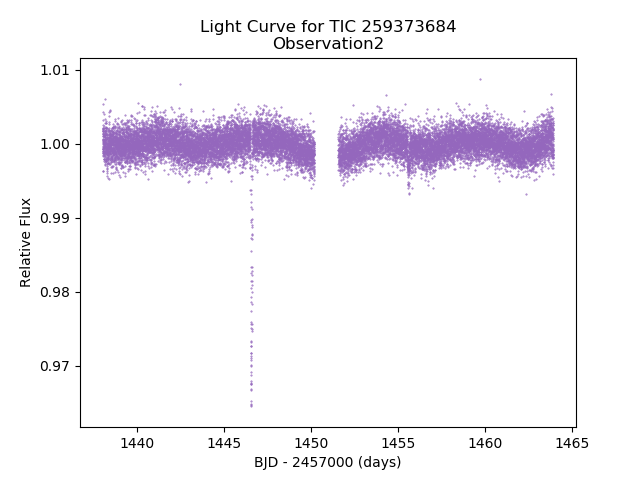 Light Curve for TIC 259373684
Observation2
1.01
1.00
0.99
0.98
0.97
Relative Flux
1440 1445 1450 1455 1460 1465
BJD - 2457000 (days)